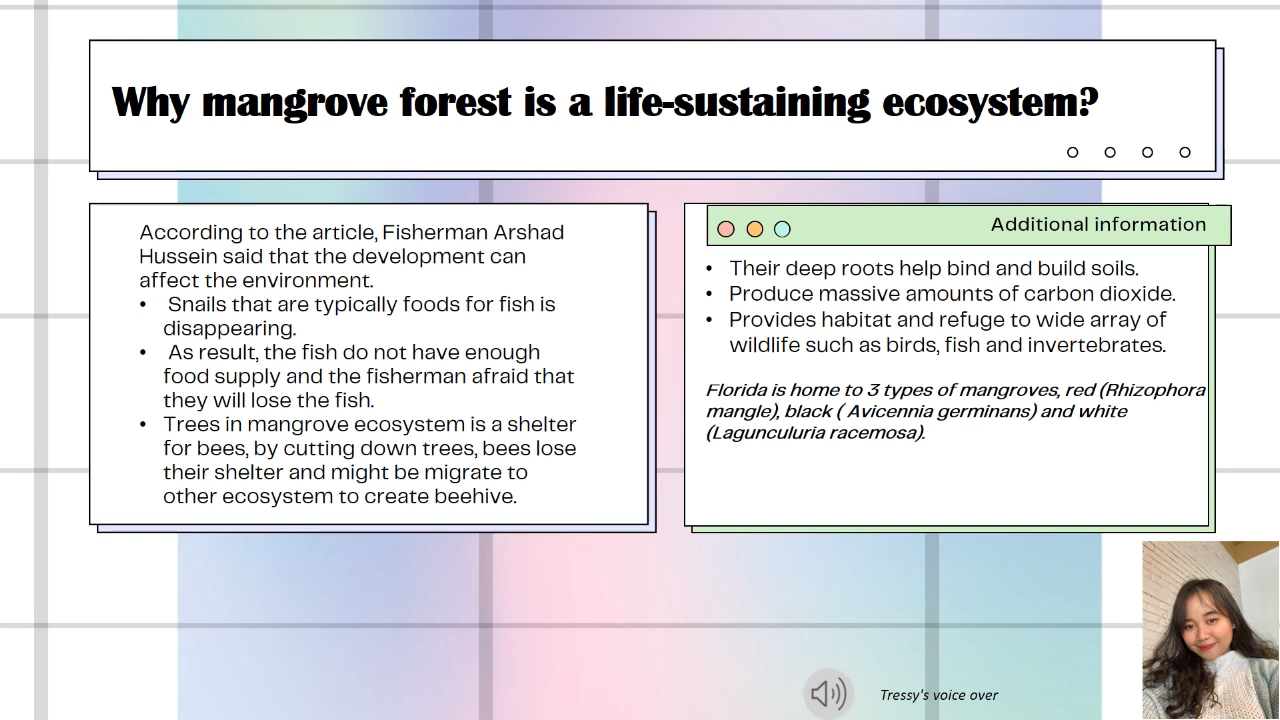 Why mangrove forest is a life-sustaining ecosystem?
According to the article, Fisherman Arshad
Hussein said that the development can
affect the environment.
• Snails that are typically foods for fish is
disappearing.
• As result, the fish do not have enough
food supply and the fisherman afraid that
they will lose the fish.
• Trees in mangrove ecosystem is a shelter
for bees, by cutting down trees, bees lose
their shelter and might be migrate to
other ecosystem to create beehive.
Additional information
• Their deep roots help bind and build soils.
• Produce massive amounts of carbon dioxide.
• Provides habitat and refuge to wide array of
wildlife such as birds, fish and invertebrates.
Florida is home to 3 types of mangroves, red (Rhizophora
mangle), black ( Avicennia germinans) and white
(Lagunculuria racemosa).
Tressy's voice over